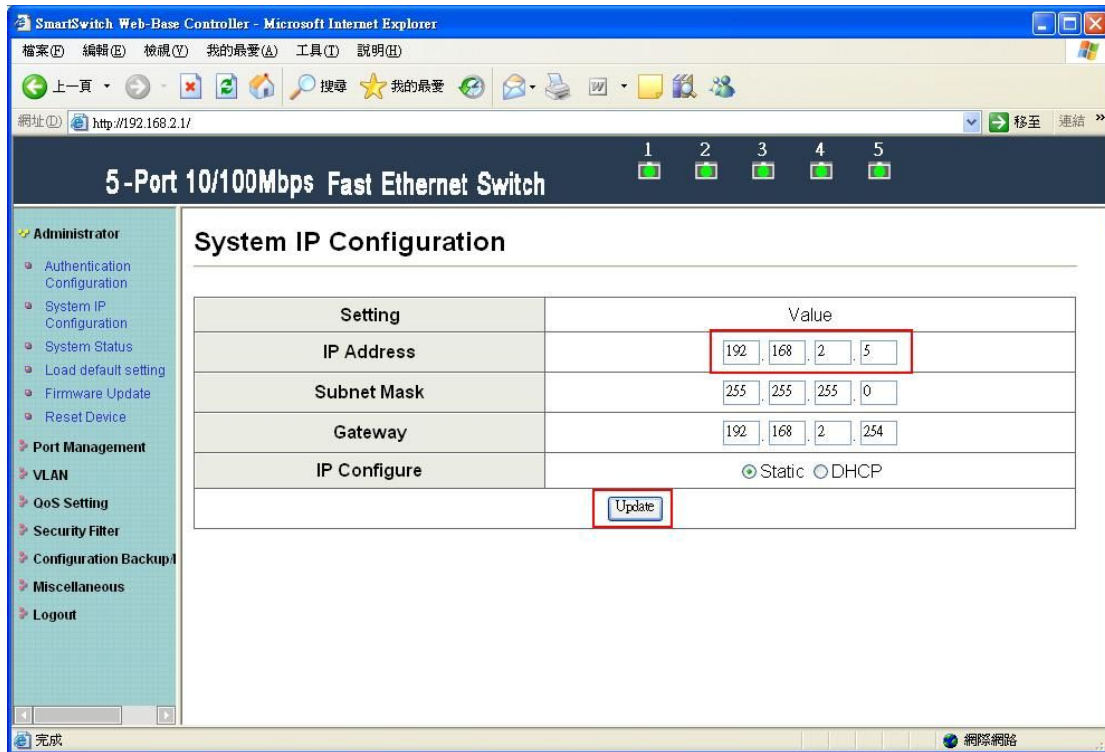 SmartSwitch Web-Base Controller - Microsoft Internet Explorer
檔案(F) 編輯(E) 檢視(V) 我的最愛(A) 工具(T) 說明(H)
上一頁 搜尋 我的最愛
網址(D) http://192.168.2.1/ 移至 連結 »
1 2 3 4 5
5-Port 10/100Mbps Fast Ethernet Switch
Administrator
Authentication
Configuration
System IP
Configuration
System Status
Load default setting
Firmware Update
Reset Device
Port Management
VLAN
QoS Setting
Security Filter
Configuration Backup/
Miscellaneous
Logout
System IP Configuration
Setting Value
IP Address 192 . 168 . 2 . 5
Subnet Mask 255 . 255 . 255 . 0
Gateway 192 . 168 . 2 . 254
IP Configure Static DHCP
Update
完成 網際網路